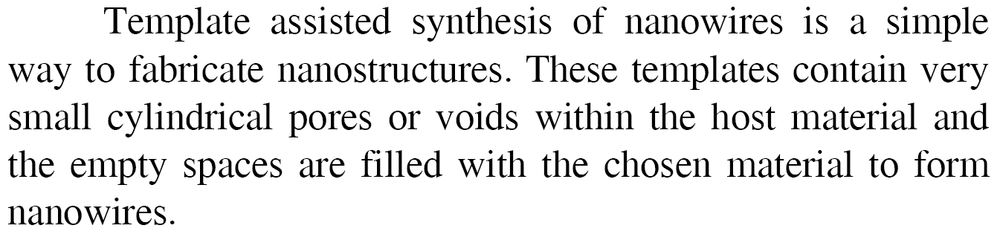 Template assisted synthesis of nanowires is a simple
way to fabricate nanostructures. These templates contain very
small cylindrical pores or voids within the host material and
the empty spaces are filled with the chosen material to form
nanowires.